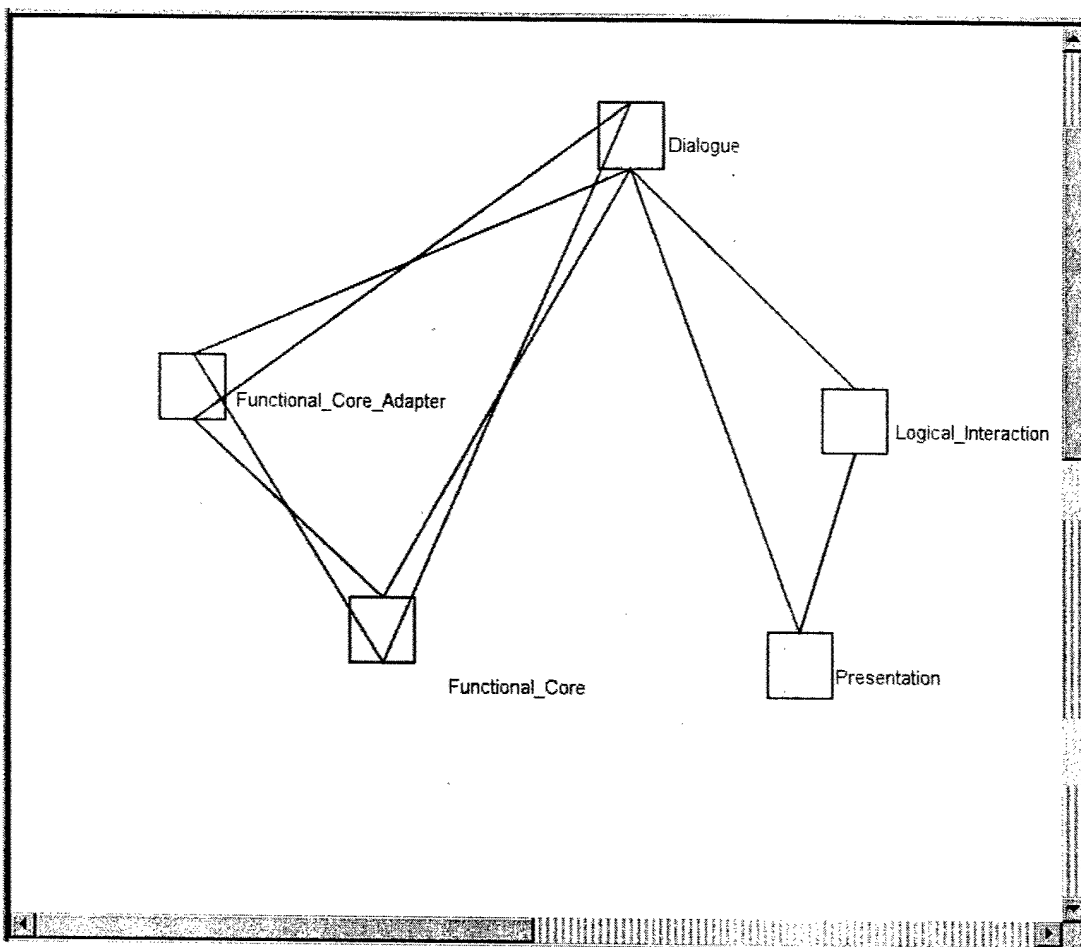 Dialogue
Functional_Core_Adapter
Logical_Interaction
Functional_Core
Presentation